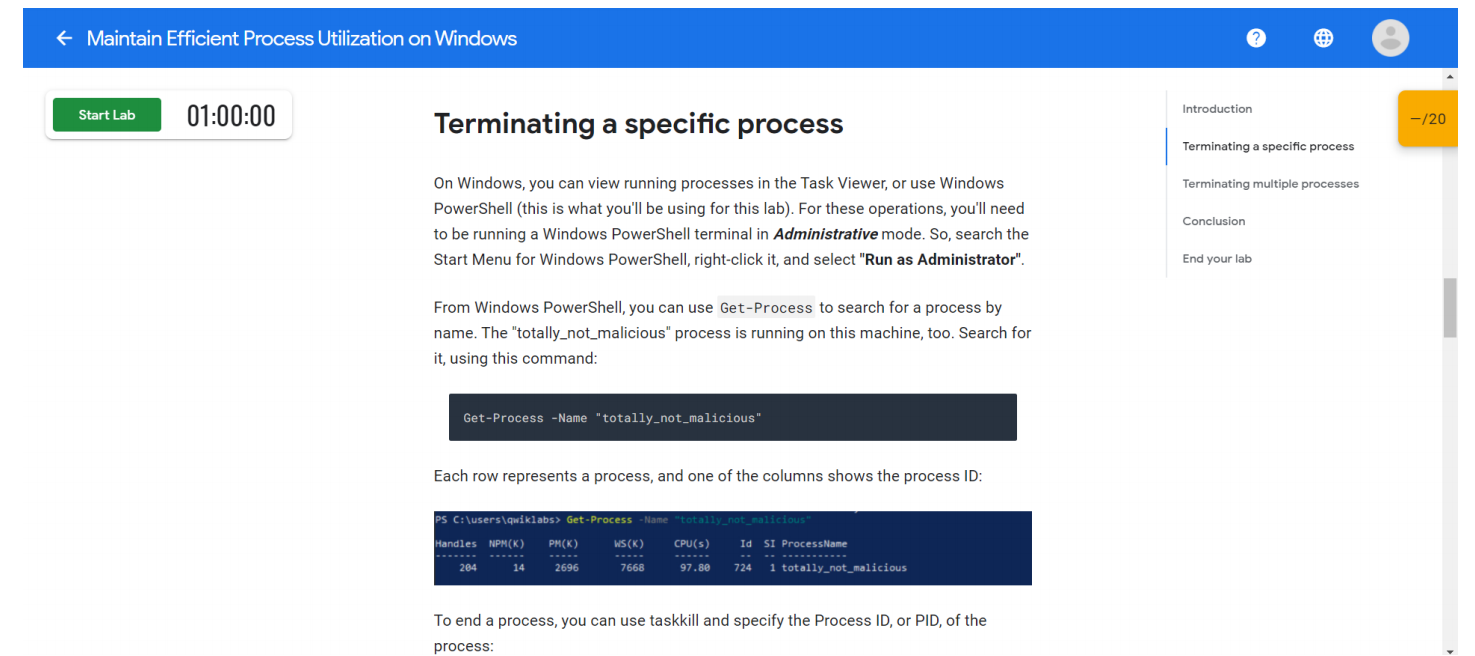 Maintain Efficient Process Utilization on Windows
Start Lab
01:00:00
Terminating a specific process
On Windows, you can view running processes in the Task Viewer, or use Windows
PowerShell (this is what you'll be using for this lab). For these operations, you'll need
to be running a Windows PowerShell terminal in Administrative mode. So, search the
Start Menu for Windows PowerShell, right-click it, and select "Run as Administrator".
From Windows PowerShell, you can use Get-Process to search for a process by
name. The "totally_not_malicious" process is running on this machine, too. Search for
it, using this command:
Get-Process -Name "totally_not_malicious"
Each row represents a process, and one of the columns shows the process ID:
PS C:\users\qwiklabs> Get-Process -Name "totally_not_malicious"
Handles NPM(K) PM(K) WS(K) CPU(s) Id SI ProcessName
------- ------ ----- ----- ------ -- -- -----------
204 14 2696 7668 97.80 724 1 totally_not_malicious
To end a process, you can use taskkill and specify the Process ID, or PID, of the
process:
Introduction
Terminating a specific process
Terminating multiple processes
Conclusion
End your lab
—/20